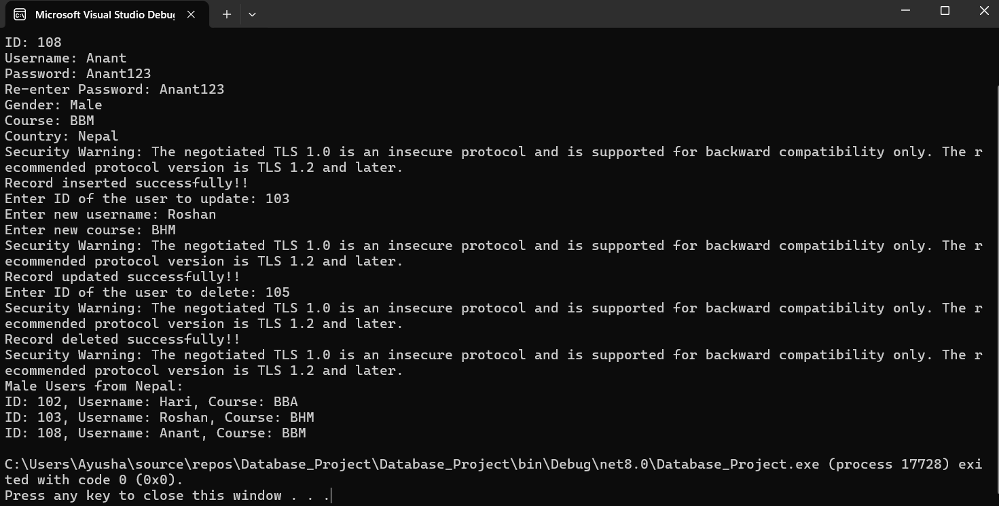 Microsoft Visual Studio Debug
ID: 108
Username: Anant
Password: Anant123
Re-enter Password: Anant123
Gender: Male
Course: BBM
Country: Nepal
Security Warning: The negotiated TLS 1.0 is an insecure protocol and is supported for backward compatibility only. The r
ecommended protocol version is TLS 1.2 and later.
Record inserted successfully!!
Enter ID of the user to update: 103
Enter new username: Roshan
Enter new course: BHM
Security Warning: The negotiated TLS 1.0 is an insecure protocol and is supported for backward compatibility only. The r
ecommended protocol version is TLS 1.2 and later.
Record updated successfully!!
Enter ID of the user to delete: 105
Security Warning: The negotiated TLS 1.0 is an insecure protocol and is supported for backward compatibility only. The r
ecommended protocol version is TLS 1.2 and later.
Record deleted successfully!!
Security Warning: The negotiated TLS 1.0 is an insecure protocol and is supported for backward compatibility only. The r
ecommended protocol version is TLS 1.2 and later.
Male Users from Nepal:
ID: 102, Username: Hari, Course: BBA
ID: 103, Username: Roshan, Course: BHM
ID: 108, Username: Anant, Course: BBM
C:\Users\Ayusha\source\repos\Database_Project\Database_Project\bin\Debug\net8.0\Database_Project.exe (process 17728) exi
ted with code 0 (0x0).
Press any key to close this window . . .